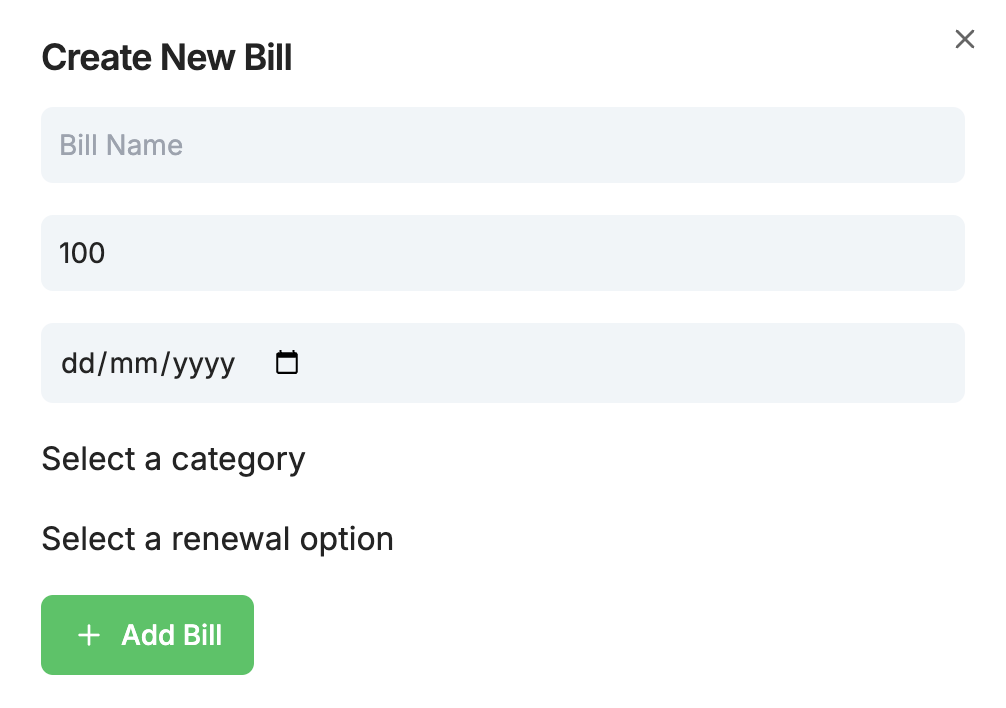 Create New Bill
Bill Name
100
dd/mm/yyyy
Select a category
Select a renewal option
+ Add Bill